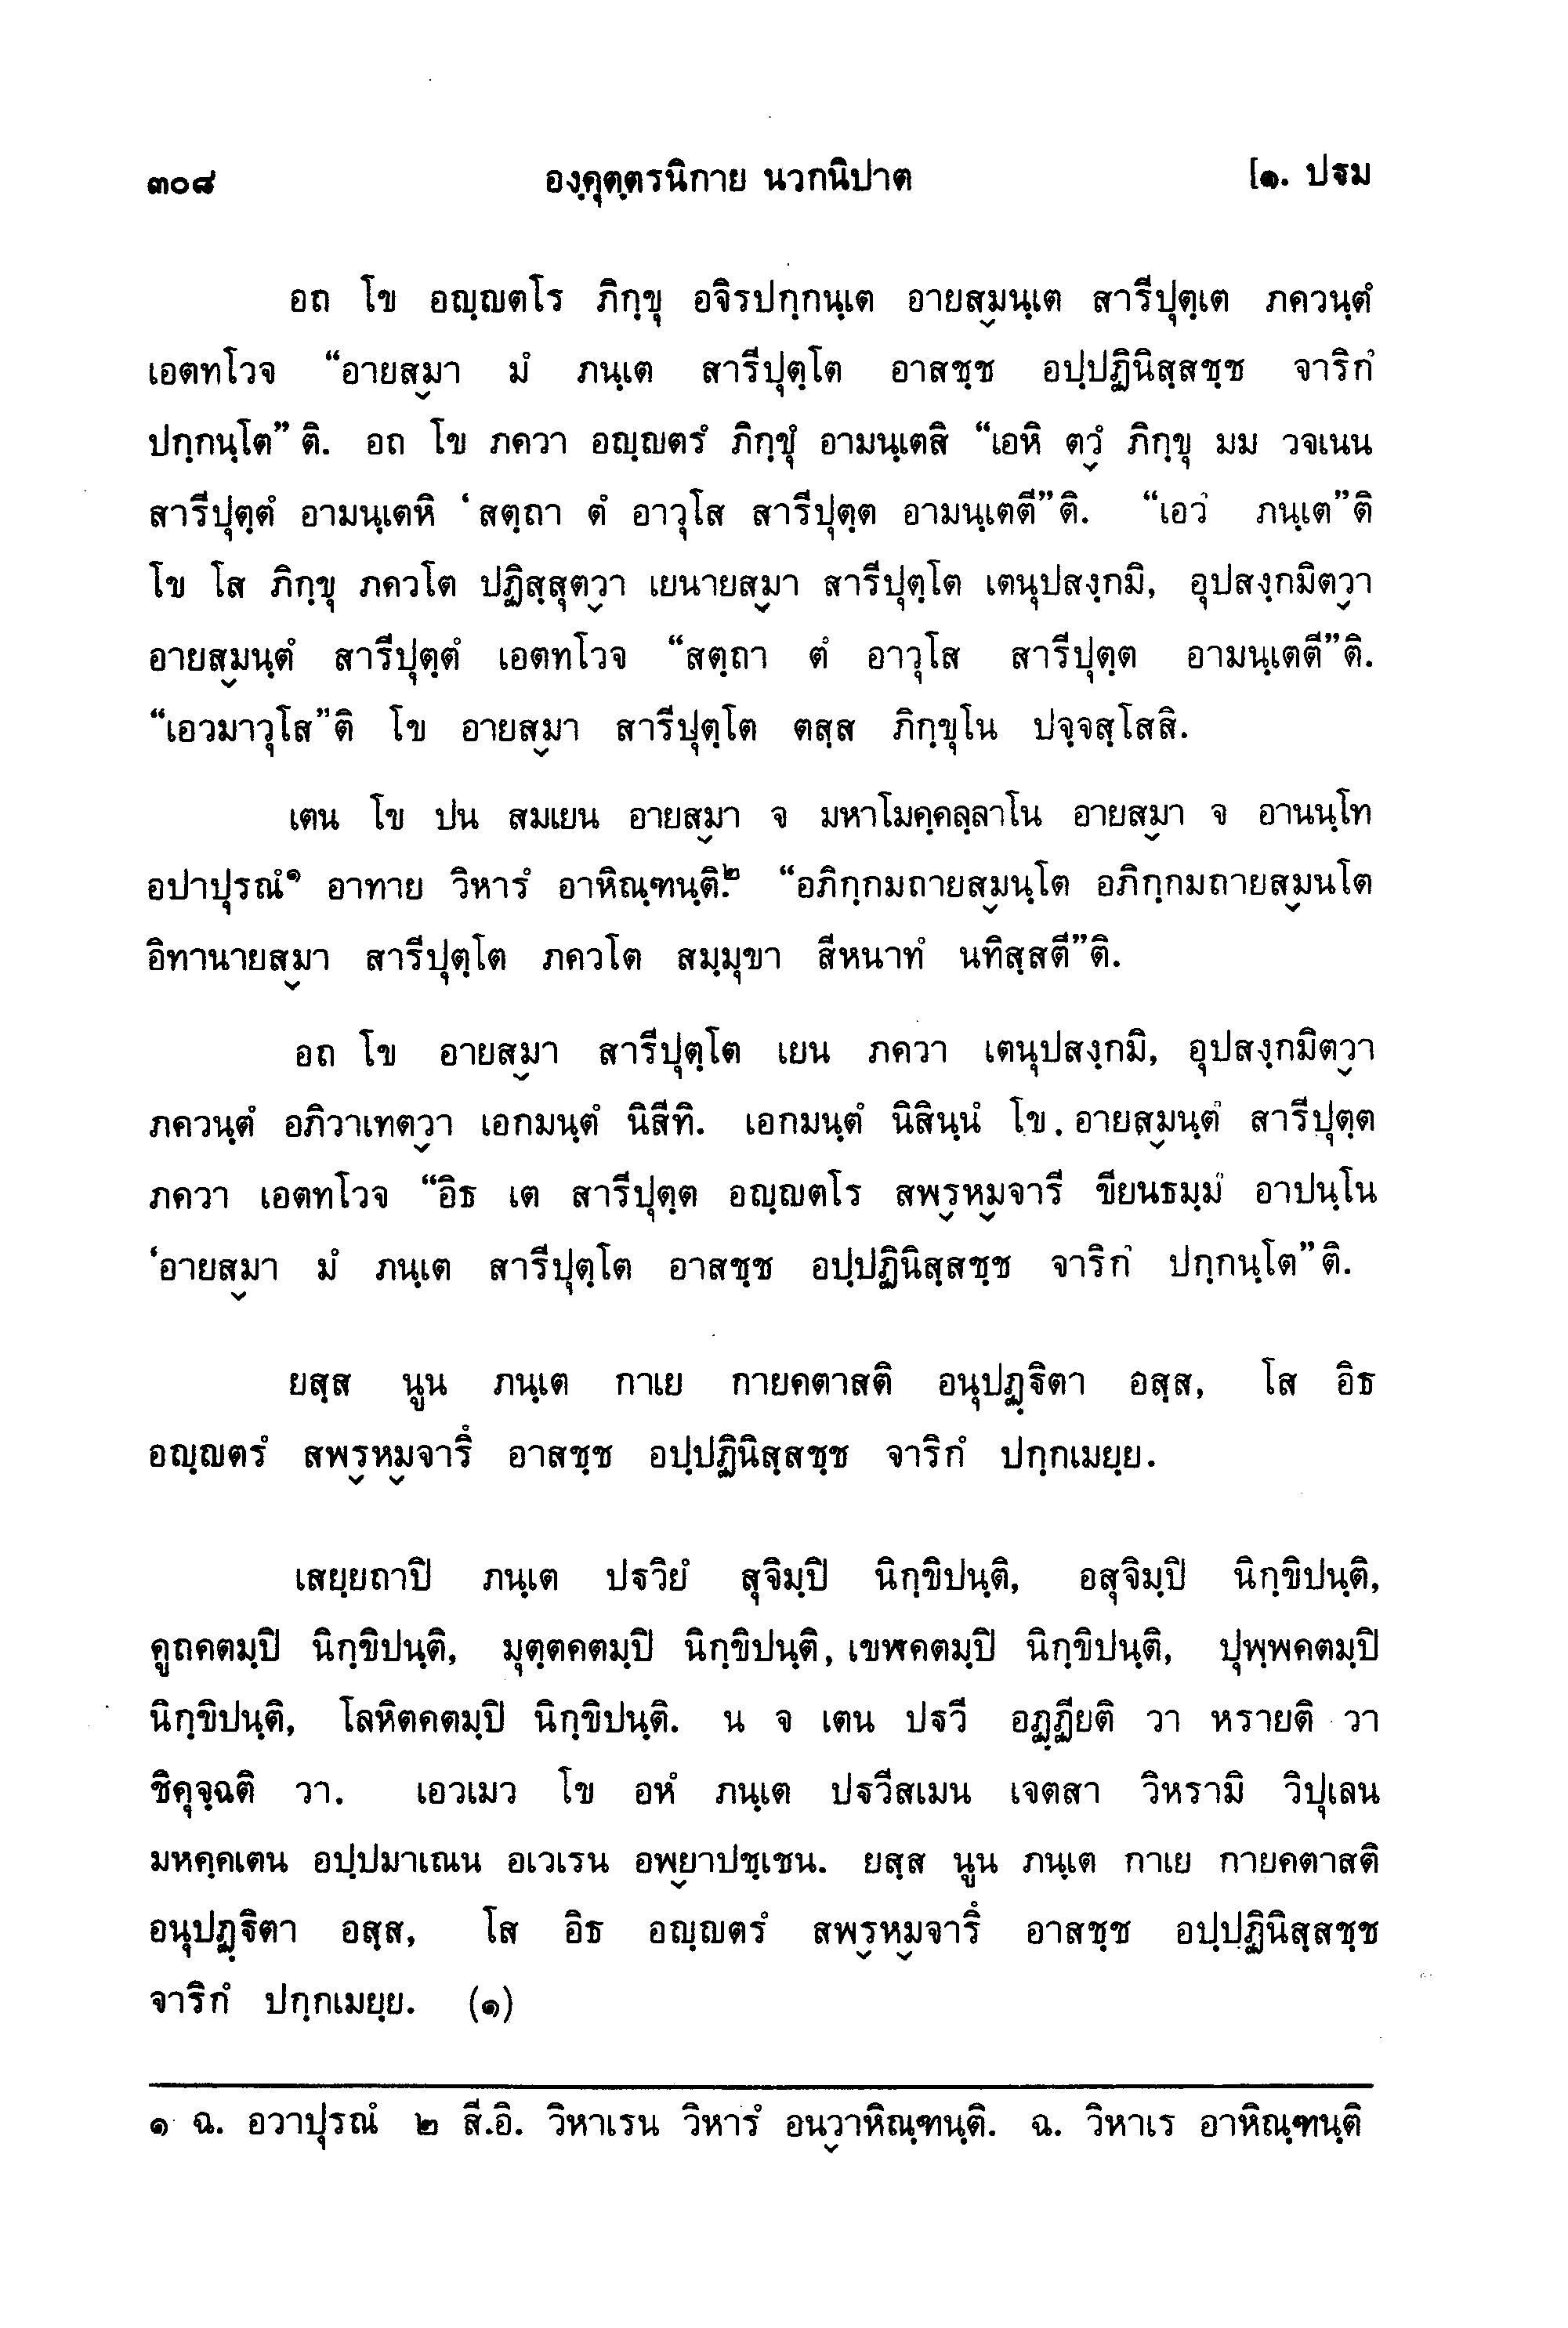 ๓๐๘ องฺคุตฺตรนิกาย นวกนิปาต [๑. ปฐม
อถ โข อญฺญตโร ภิกฺขุ อจิรปกฺกนฺเต อายสฺมนฺเต สารีปุตฺเต ภควนฺตํ
เอตทโวจ “อายสฺมา มํ ภนฺเต สารีปุตฺโต อาสชฺช อปฺปฏินิสฺสชฺช จาริกํ
ปกฺกนฺโต” ติ. อถ โข ภควา อญฺญตรํ ภิกฺขุํ อามนฺเตสิ “เอหิ ตฺวํ ภิกฺขุ มม วจเนน
สารีปุตฺตํ อามนฺเตหิ ‘สตฺถา ตํ อาวุโส สารีปุตฺต อามนฺเตตี”ติ. “เอวํ ภนฺเต”ติ
โข โส ภิกฺขุ ภควโต ปฏิสฺสุตฺวา เยนายสฺมา สารีปุตฺโต เตนุปสงฺกมิ, อุปสงฺกมิตฺวา
อายสฺมนฺตํ สารีปุตฺตํ เอตทโวจ “สตฺถา ตํ อาวุโส สารีปุตฺต อามนฺเตตี”ติ.
“เอวมาวุโส”ติ โข อายสฺมา สารีปุตฺโต ตสฺส ภิกฺขุโน ปจฺจสฺโสสิ.
เตน โข ปน สมเยน อายสฺมา จ มหาโมคฺคลฺลาโน อายสฺมา จ อานนฺโท
อปาปุรณํ๑ อาทาย วิหารํ อาหิณฺฑนฺติ.๒ “อภิกฺกมถายสฺมนฺโต อภิกฺกมถายสฺมนโต
อิทานายสฺมา สารีปุตฺโต ภควโต สมฺมุขา สีหนาทํ นทิสฺสตี”ติ.
อถ โข อายสฺมา สารีปุตฺโต เยน ภควา เตนุปสงฺกมิ, อุปสงฺกมิตฺวา
ภควนฺตํ อภิวาเทตฺวา เอกมนฺตํ นิสีทิ. เอกมนฺตํ นิสินฺนํ โข . อายสฺมนฺตํ สารีปุตฺต
ภควา เอตทโวจ “อิธ เต สารีปุตฺต อญฺญตโร สพฺรหฺมจารี ขียนธมฺมํ อาปนฺโน
‘อายสฺมา มํ ภนฺเต สารีปุตฺโต อาสชฺช อปฺปฏินิสฺสชฺช จาริกํ ปกฺกนฺโต”ติ.
ยสฺส นูน ภนฺเต กาเย กายคตาสติ อนุปฏฺฐิตา อสฺส, โส อิธ
อญฺญตรํ สพฺรหฺมจารึ อาสชฺช อปฺปฏินิสฺสชฺช จาริกํ ปกฺกเมยฺย.
เสยฺยถาปิ ภนฺเต ปฐวิยํ สุจิมฺปิ นิกฺขิปนฺติ, อสุจิมฺปิ นิกฺขิปนฺติ,
คูถคตมฺปิ นิกฺขิปนฺติ, มุตฺตคตมฺปิ นิกฺขิปนฺติ, เขฬคตมฺปิ นิกฺขิปนฺติ, ปุพฺพคตมฺปิ
นิกฺขิปนฺติ, โลหิตคตมฺปิ นิกฺขิปนฺติ. น จ เตน ปฐวี อฏฺฏียติ วา หรายติ วา
ชิคุจฺฉติ วา. เอวเมว โข อหํ ภนฺเต ปฐวีสเมน เจตสา วิหรามิ วิปุเลน
มหคฺคเตน อปฺปมาเณน อเวเรน อพฺยาปชฺเชน. ยสฺส นูน ภนฺเต กาเย กายคตาสติ
อนุปฏฺฐิตา อสฺส, โส อิธ อญฺญตรํ สพฺรหฺมจารึ อาสชฺช อปฺปฏินิสฺสชฺช
จาริกํ ปกฺกเมยฺย. (๑)
๑ ฉ. อวาปุรณํ ๒ สี.อิ. วิหาเรน วิหารํ อนฺวาหิณฺฑนฺติ. ฉ. วิหาเร อาหิณฺฑนฺติ